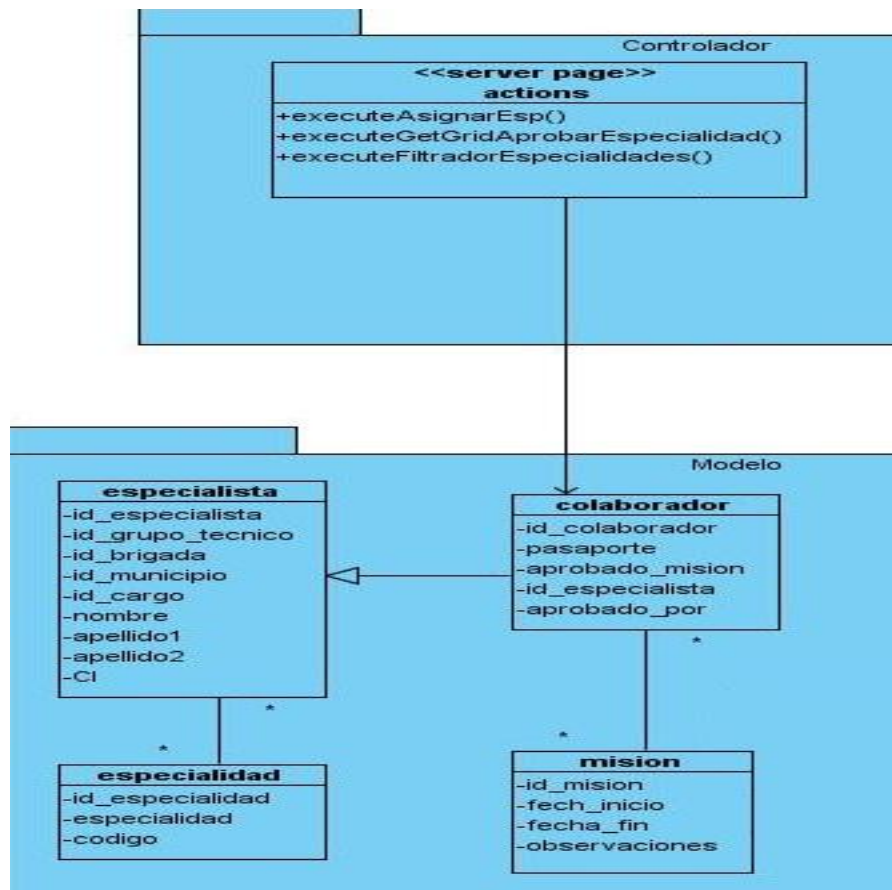 Controlador
<<server page>>
actions
+executeAsignarEsp()
+executeGetGridAprobarEspecialidad()
+executeFiltradorEspecialidades()
Modelo
especialista
-id_especialista
-id_grupo_tecnico
-id_brigada
-id_municipio
-id_cargo
-nombre
-apellido1
-apellido2
-CI
colaborador
-id_colaborador
-pasaporte
-aprobado_mision
-id_especialista
-aprobado_por
*
*
*
*
especialidad
-id_especialidad
-especialidad
-codigo
mision
-id_mision
-fech_inicio
-fecha_fin
-observaciones